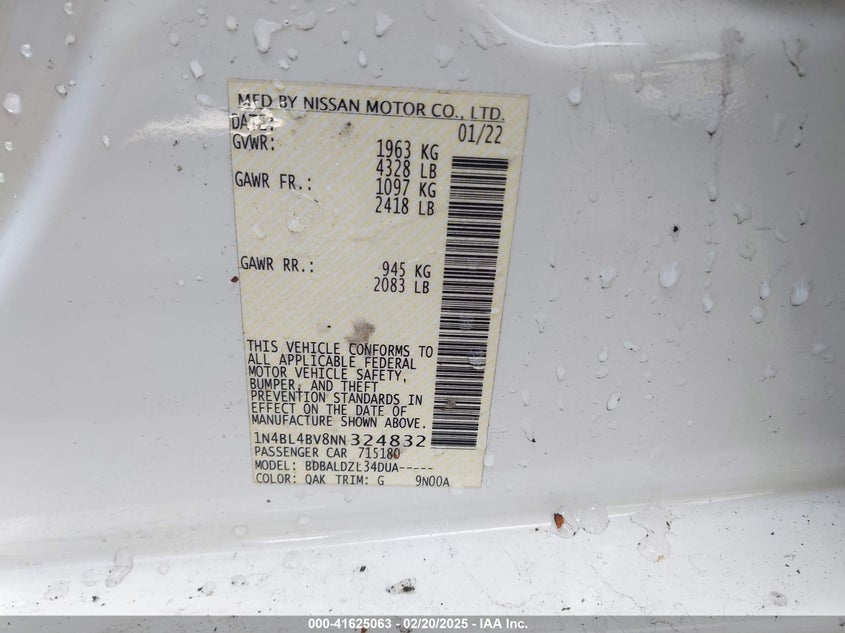 MFD BY NISSAN MOTOR CO., LTD.
DATE: 01/22
GVWR: 1963 KG
4328 LB
GAWR FR.: 1097 KG
2418 LB
GAWR RR.: 945 KG
2083 LB
THIS VEHICLE CONFORMS TO
ALL APPLICABLE FEDERAL
MOTOR VEHICLE SAFETY,
BUMPER, AND THEFT
PREVENTION STANDARDS IN
EFFECT ON THE DATE OF
MANUFACTURE SHOWN ABOVE.
1N4BL4BV8NN324832
PASSENGER CAR 715180
MODEL: BDBALDZL34DUA-----
COLOR: QAK TRIM: G 9N00A
000-41625063 - 02/20/2025 - IAA Inc.